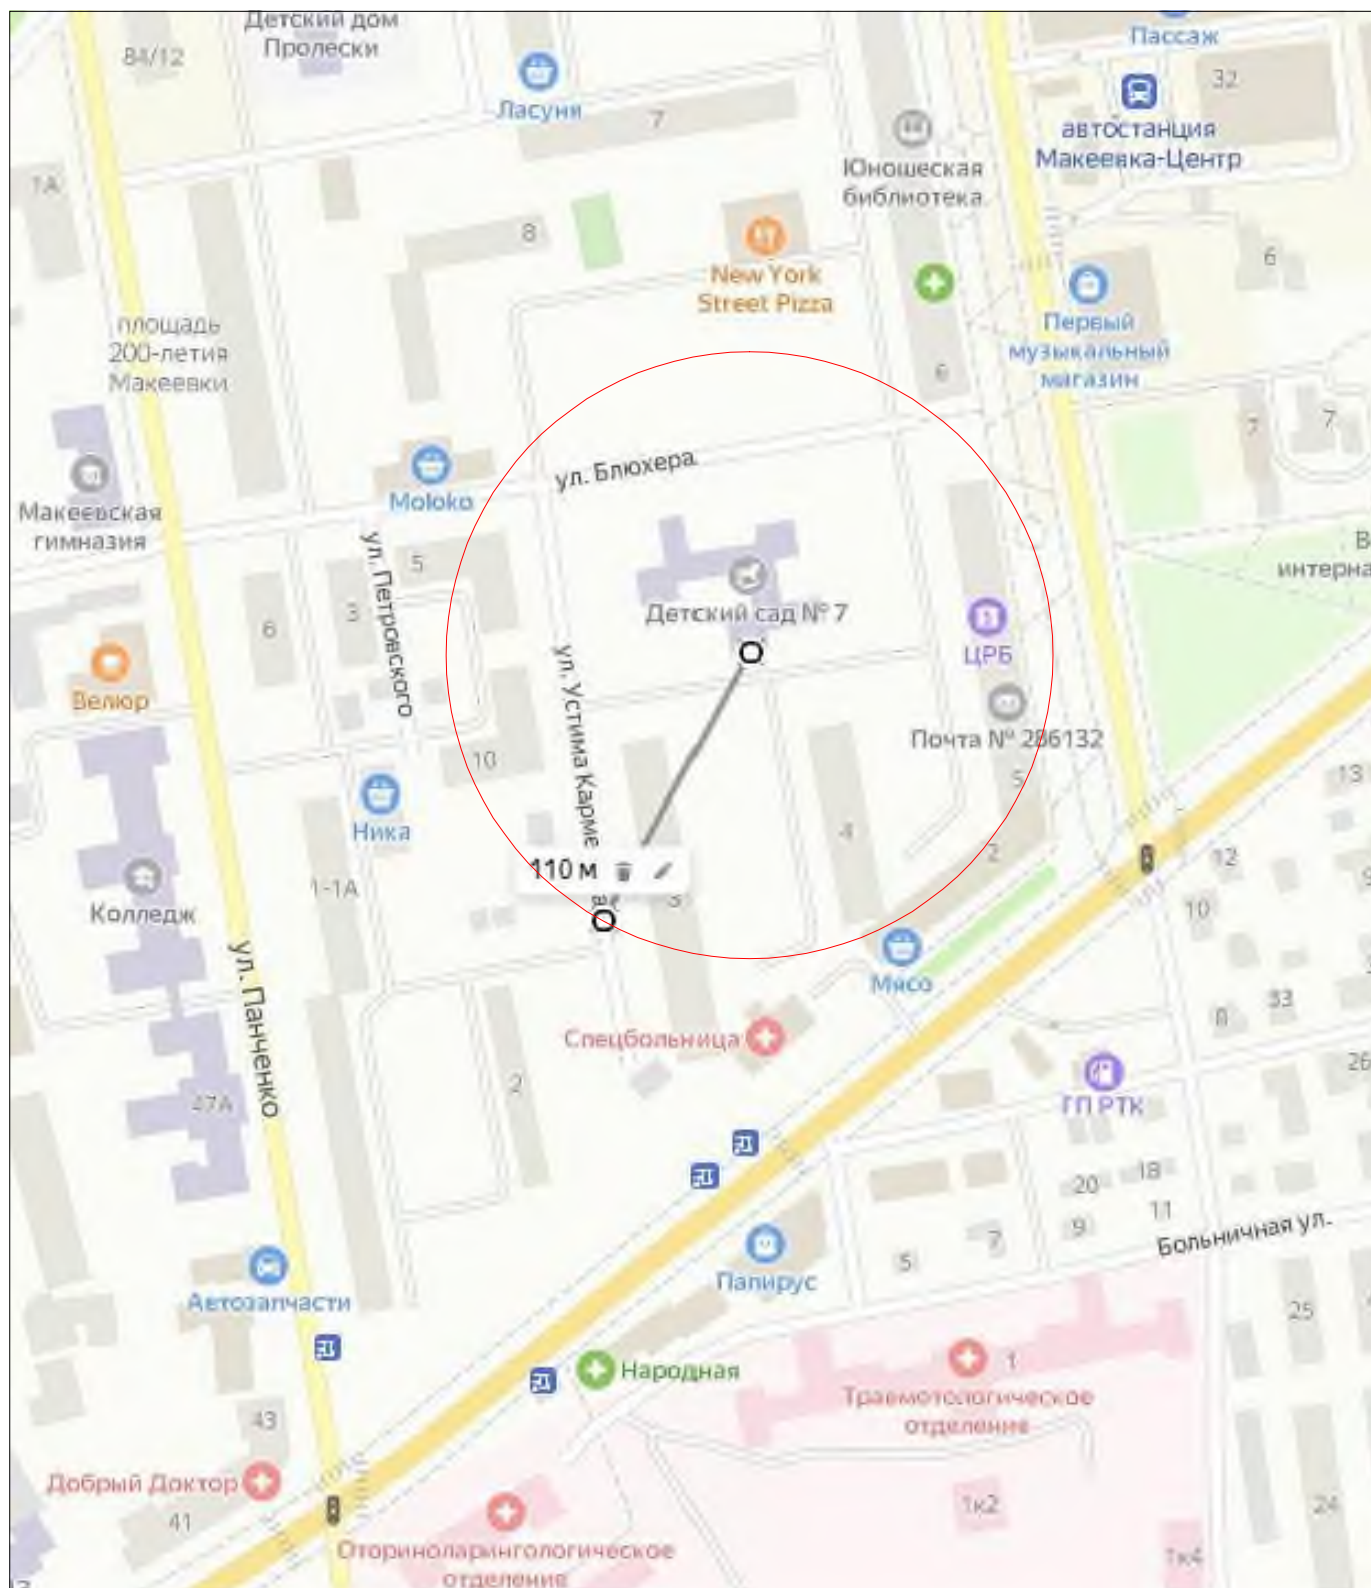 Детский дом
Пролески
84/12
Ласуни
7
Пассаж
32
автостанция
Макеевка-Центр
Юношеская
библиотека
1А
8
New York
Street Pizza
6
Первый
музыкальный
магазин
площадь
200-летия
Макеевки
6
7
7
ул. Блюхера
Moloko
Макеевская
гимназия
ул. Петровского
5
3
6
Детский сад № 7
ЦРБ
Велюр
ул. Устима Карме
Почта № 286132
10
5
13
Ника
4
2
12
110 м
3
1-1А
Колледж
10
ул. Панченко
Мясо
33
8
Спецбольница
26
2
ГП РТК
47А
20
18
11
9
7
5
Больничная ул.
Папирус
Автозапчасти
25
Народная
1
Травмотологическое
отделение
43
Добрый Доктор
41
1к2
24
Оториноларингологическое
отделение
1к4